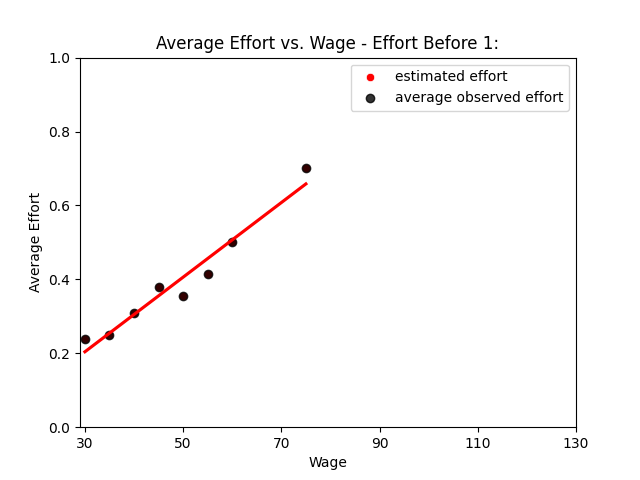 Average Effort vs. Wage - Effort Before 1:
estimated effort
average observed effort
1.0
0.8
0.6
0.4
0.2
0.0
Average Effort
30 50 70 90 110 130
Wage